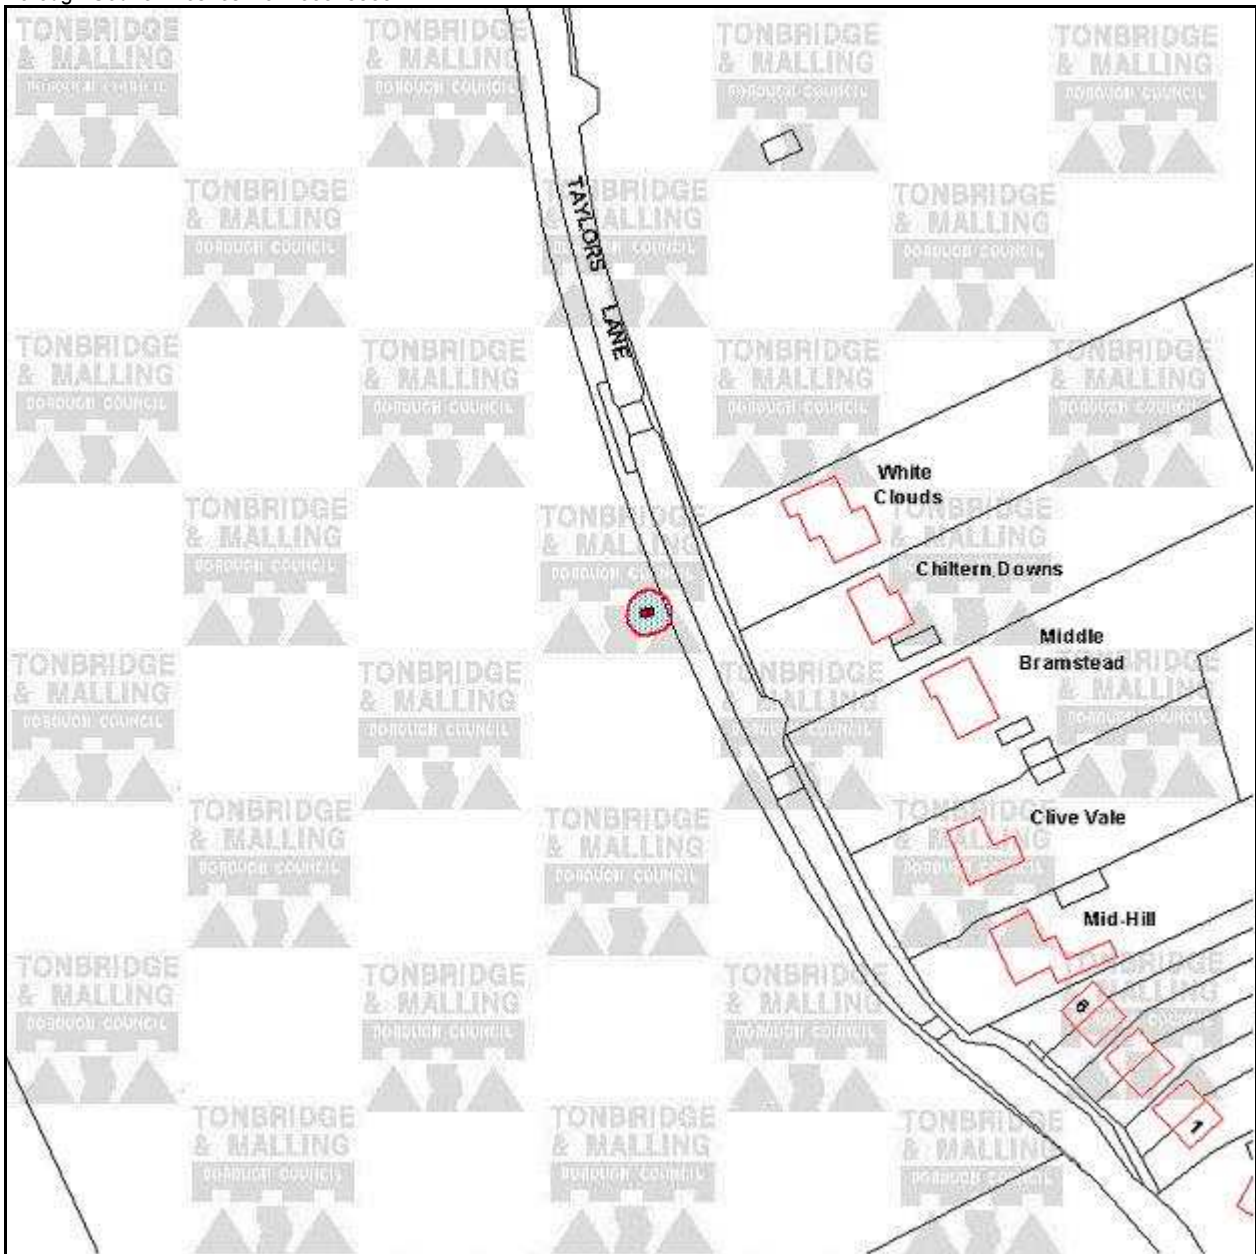 TAYLORS LANE
White
Clouds
Chiltern Downs
Middle
Bramstead
Clive Vale
Mid-Hill
6
1
TONBRIDGE
& MALLING
BOROUGH COUNCIL